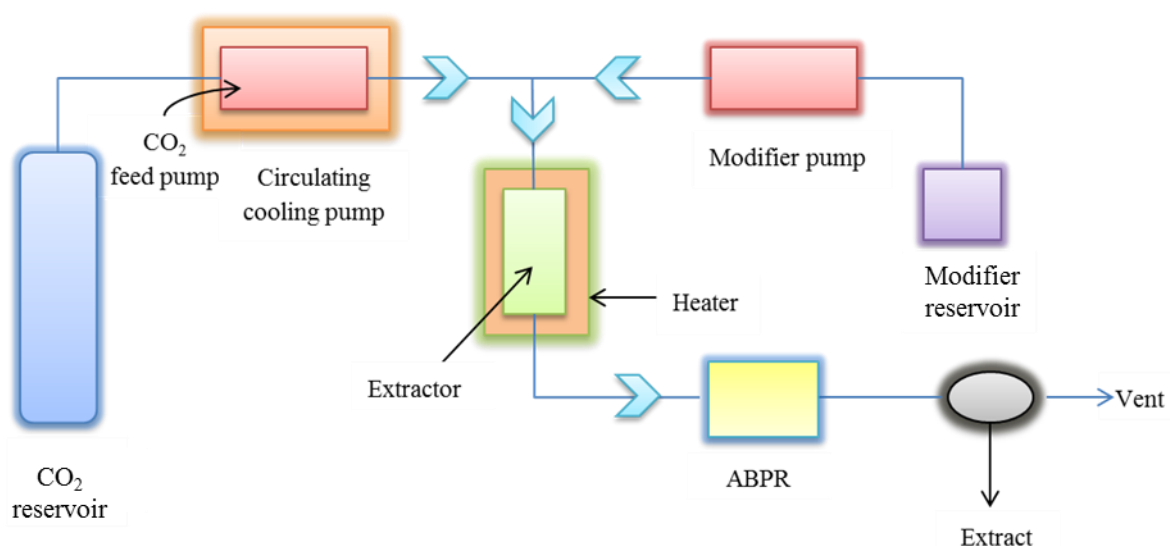 CO₂
feed pump
Circulating
cooling pump
Modifier pump
Modifier
reservoir
Heater
Extractor
Vent
ABPR
CO₂
reservoir
Extract